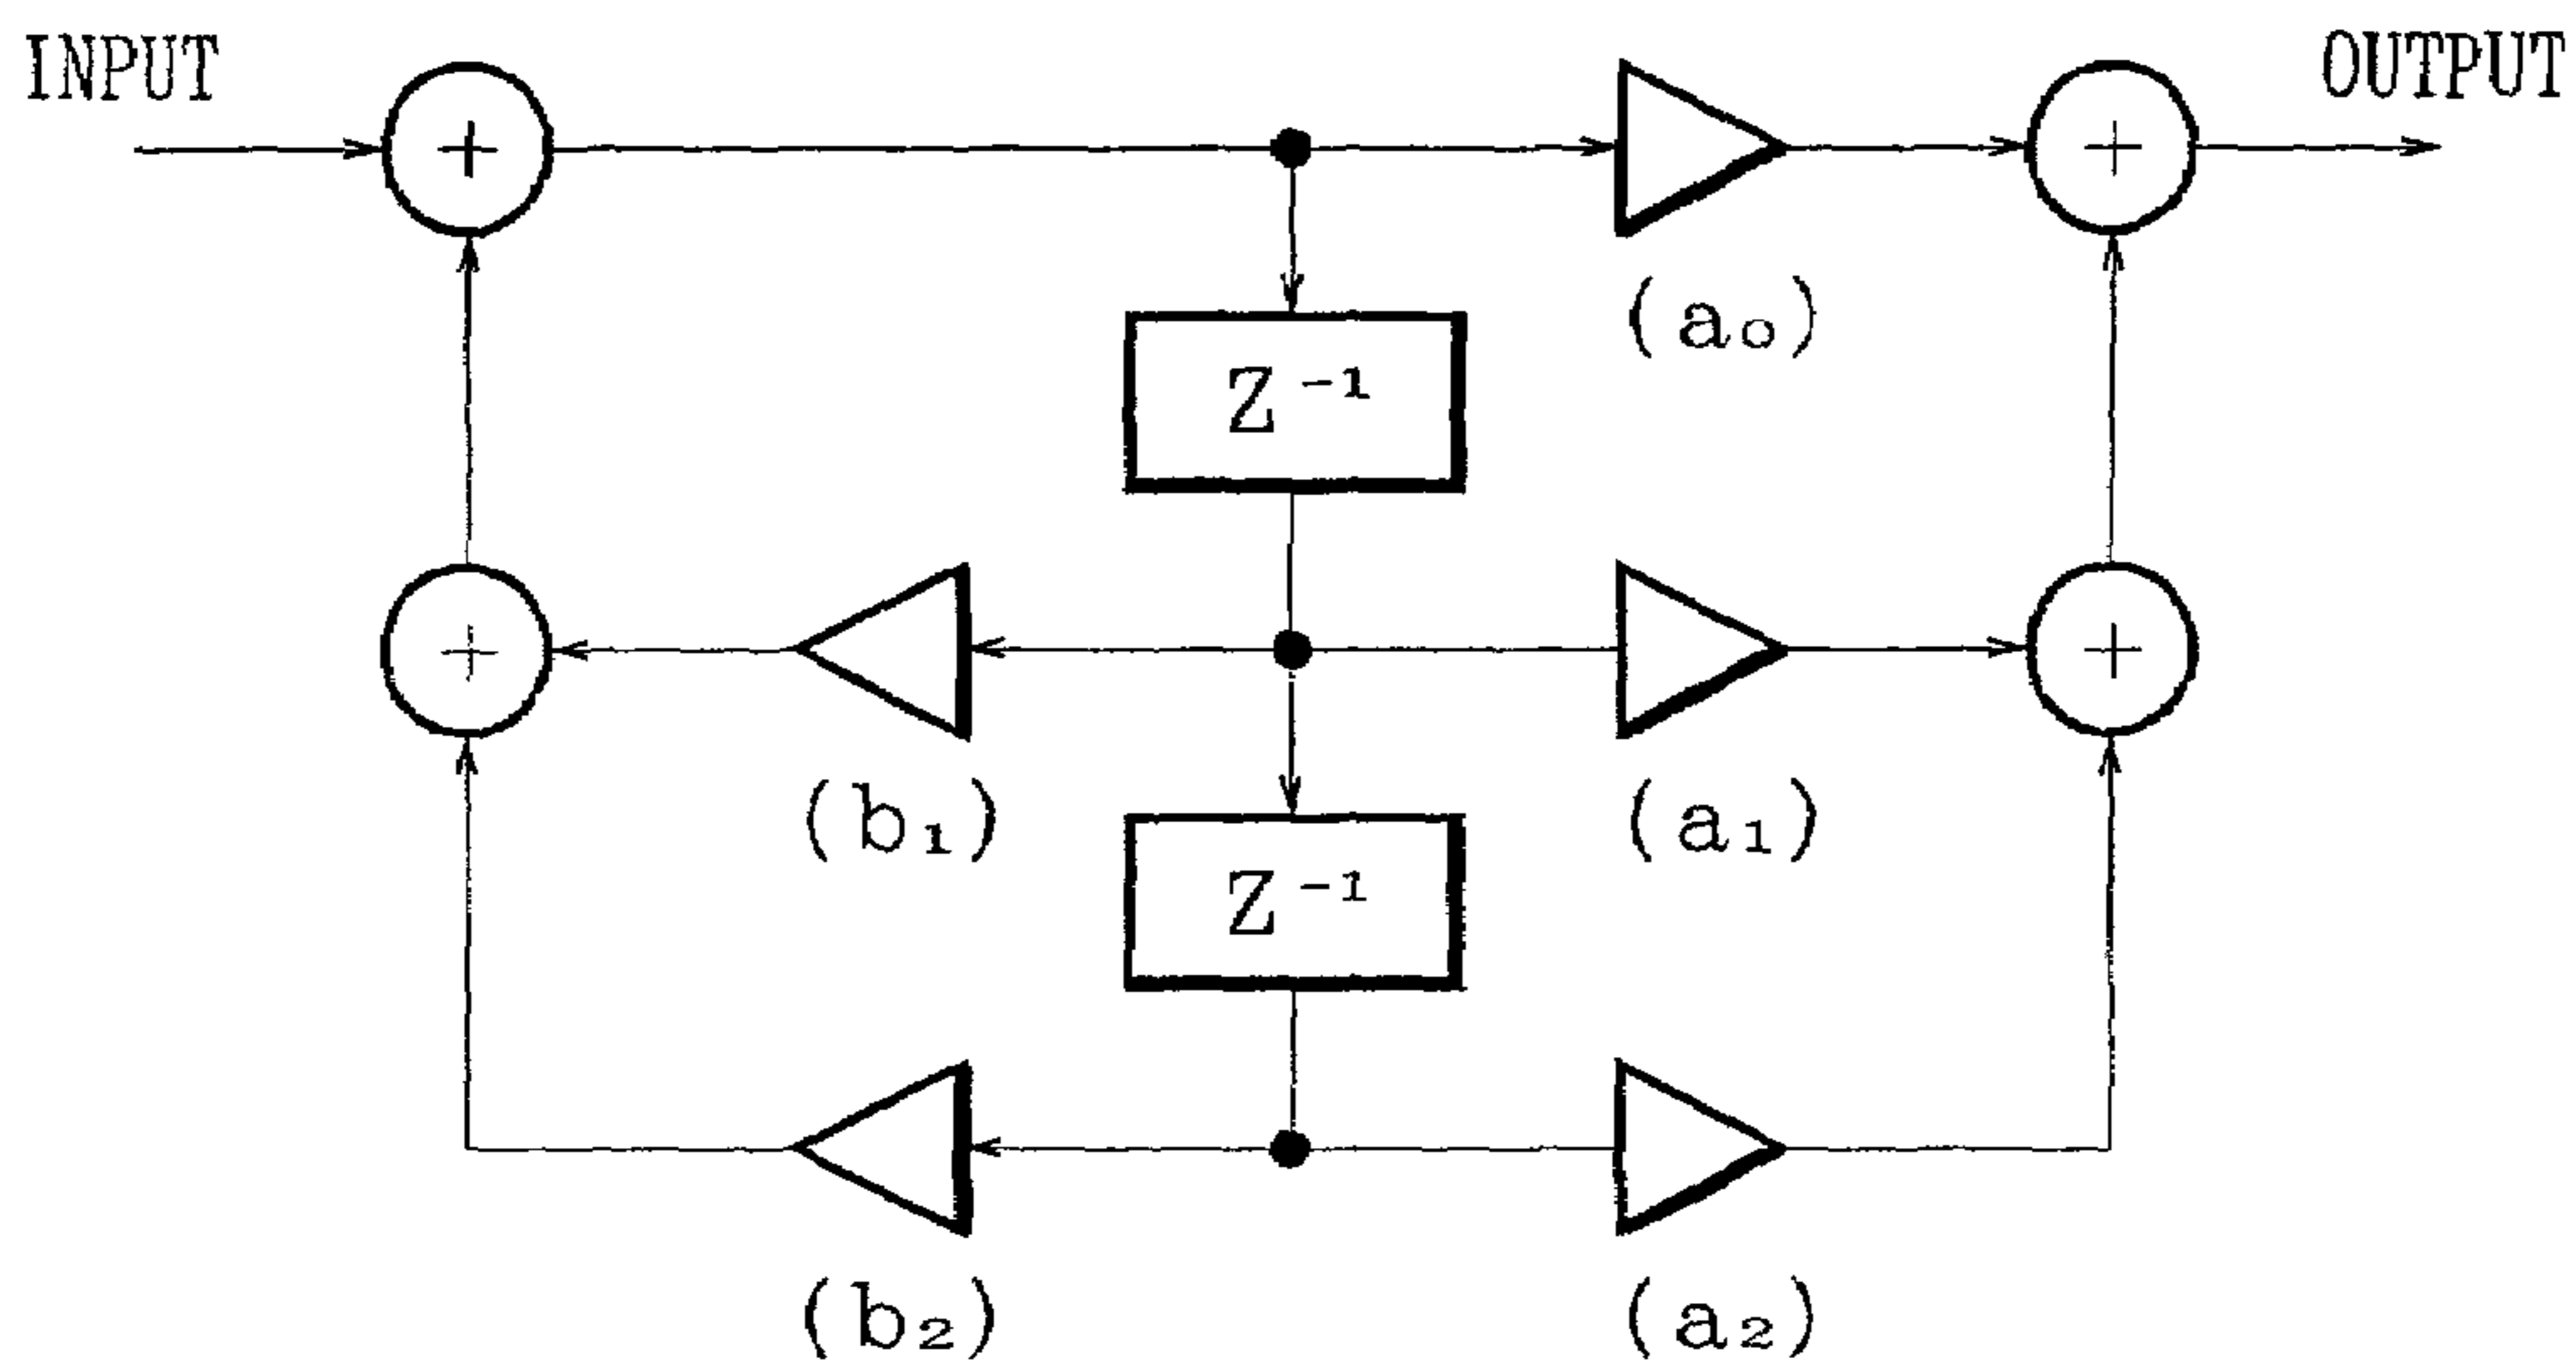 INPUT
OUTPUT
+
+
(a₀)
Z⁻¹
+
+
(b₁)
(a₁)
Z⁻¹
(b₂)
(a₂)